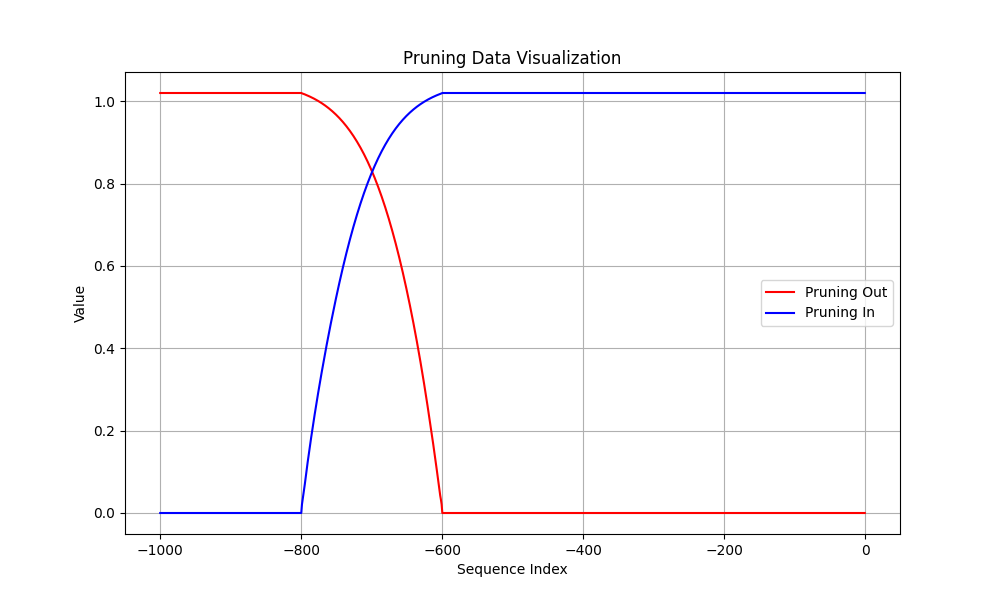 Pruning Data Visualization
1.0
0.8
0.6
0.4
0.2
0.0
Value
Pruning Out
Pruning In
−1000 −800 −600 −400 −200 0
Sequence Index